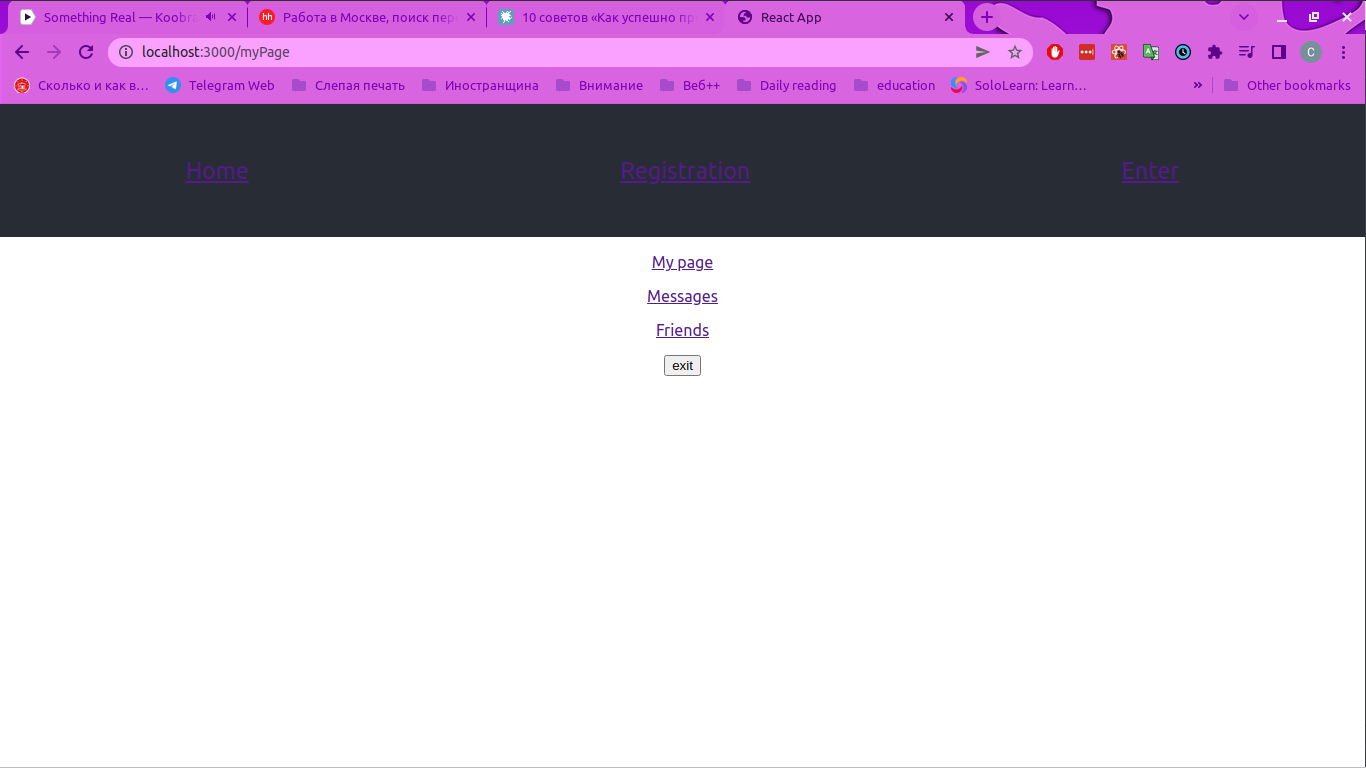 Something Real — Koobra
Работа в Москве, поиск пер
10 советов «Как успешно пр
React App
localhost:3000/myPage
C
Сколько и как в…
Telegram Web
Слепая печать
Иностранщина
Внимание
Веб++
Daily reading
education
SoloLearn: Learn…
»
Other bookmarks
Home
Registration
Enter
My page
Messages
Friends
exit